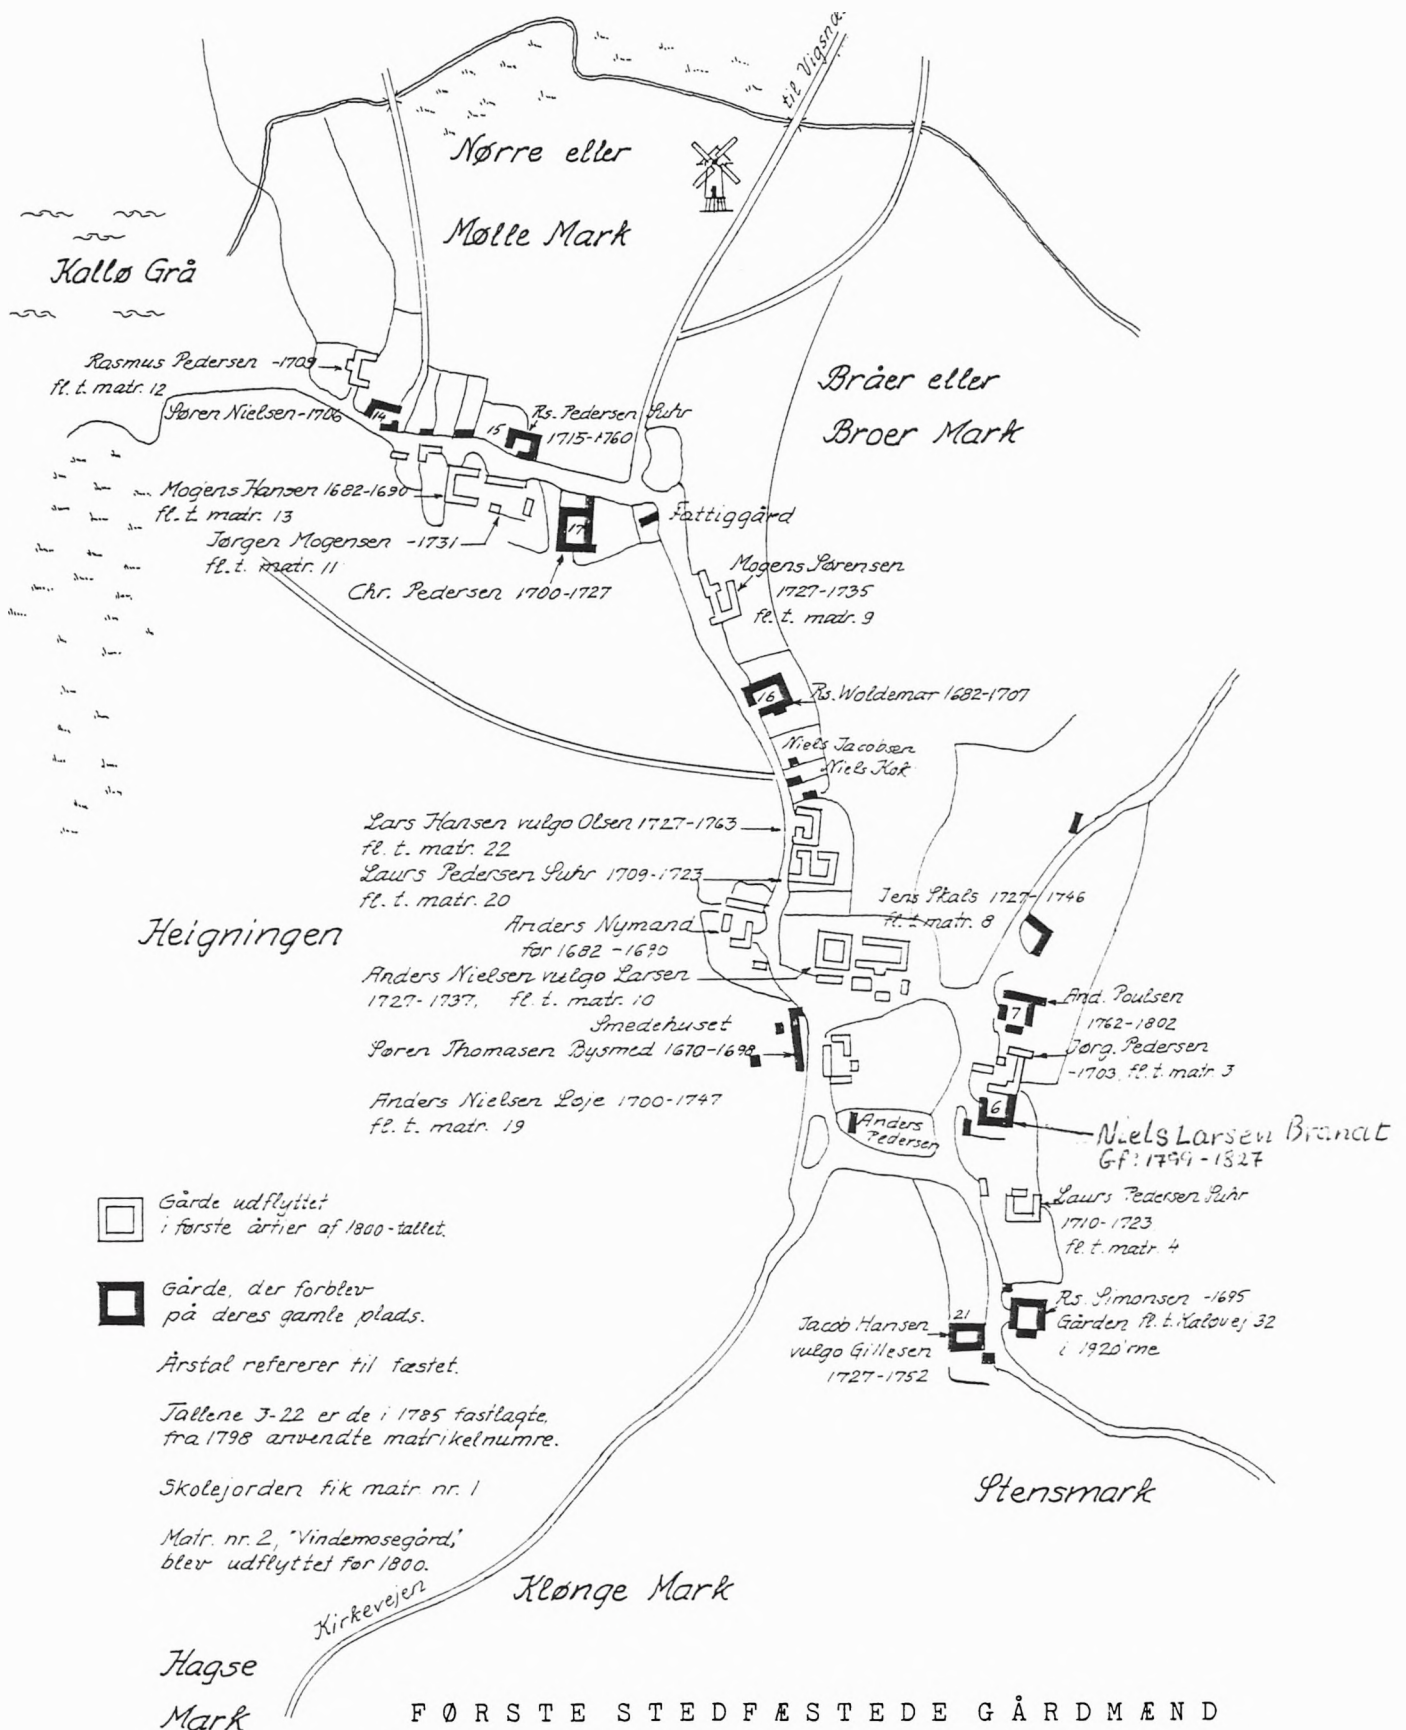 til Vigsnæ.
Nørre eller
Mølle Mark
Kallø Grå
Rasmus Pedersen -1709
fl. t. matr. 12
Søren Nielsen -1706
14
15
Rs. Pedersen Suhr
1715-1760
Bråer eller
Broer Mark
Mogens Hansen 1682-1690
fl. t. matr. 13
Jørgen Mogensen -1731
fl. t. matr. 11
17
Chr. Pedersen 1700-1727
Fattiggård
Mogens Sørensen
1727-1735
fl. t. matr. 9
16
Rs. Woldemar 1682-1707
Niels Jacobsen
Niels Kok
Lars Hansen vulgo Olsen 1727-1763
fl. t. matr. 22
Laurs Pedersen Suhr 1709-1723
fl. t. matr. 20
Jens Skals 1727-1746
fl. t. matr. 8
Heigningen
Anders Nymand
før 1682 -1690
Anders Nielsen vulgo Larsen
1727-1737, fl. t. matr. 10
Smedehuset
Søren Thomasen Bysmed 1670-1698
Anders Nielsen Loje 1700-1747
fl. t. matr. 19
7
And. Poulsen
1762-1802
Jørg. Pedersen
-1703, fl. t. matr. 3
6
Anders
Pedersen
Niels Larsen Brandt
Gf: 1799-1827
Laurs Pedersen Suhr
1710-1723
fl. t. matr. 4
Rs. Simonsen -1695
Gården fl. t. Kaløvej 32
i 1920'rne
21
Jacob Hansen
vulgo Gillesen
1727-1752
Gårde udflyttet
i første årtier af 1800-tallet.
Gårde, der forblev
på deres gamle plads.
Årstal refererer til fæstet.
Tallene 3-22 er de i 1785 fastlagte,
fra 1798 anvendte matrikelnumre.
Skolejorden fik matr. nr. 1
Matr. nr. 2, "Vindemosegård,"
blev udflyttet før 1800.
Stensmark
Klønge Mark
Kirkevejen
Hagse
Mark
FØRSTE STEDFÆSTEDE GÅRDMÆND